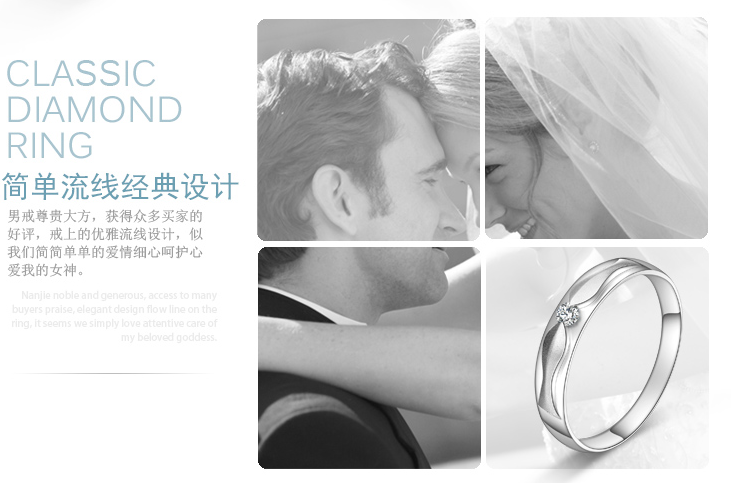 CLASSIC
DIAMOND
RING
简单流线经典设计
男戒尊贵大方，获得众多买家的
好评，戒上的优雅流线设计，似
我们简简单单的爱情细心呵护心
爱我的女神。
Nanjie noble and generous, access to many
buyers praise, elegant design flow line on the
ring, it seems we simply love attentive care of
my beloved goddess.